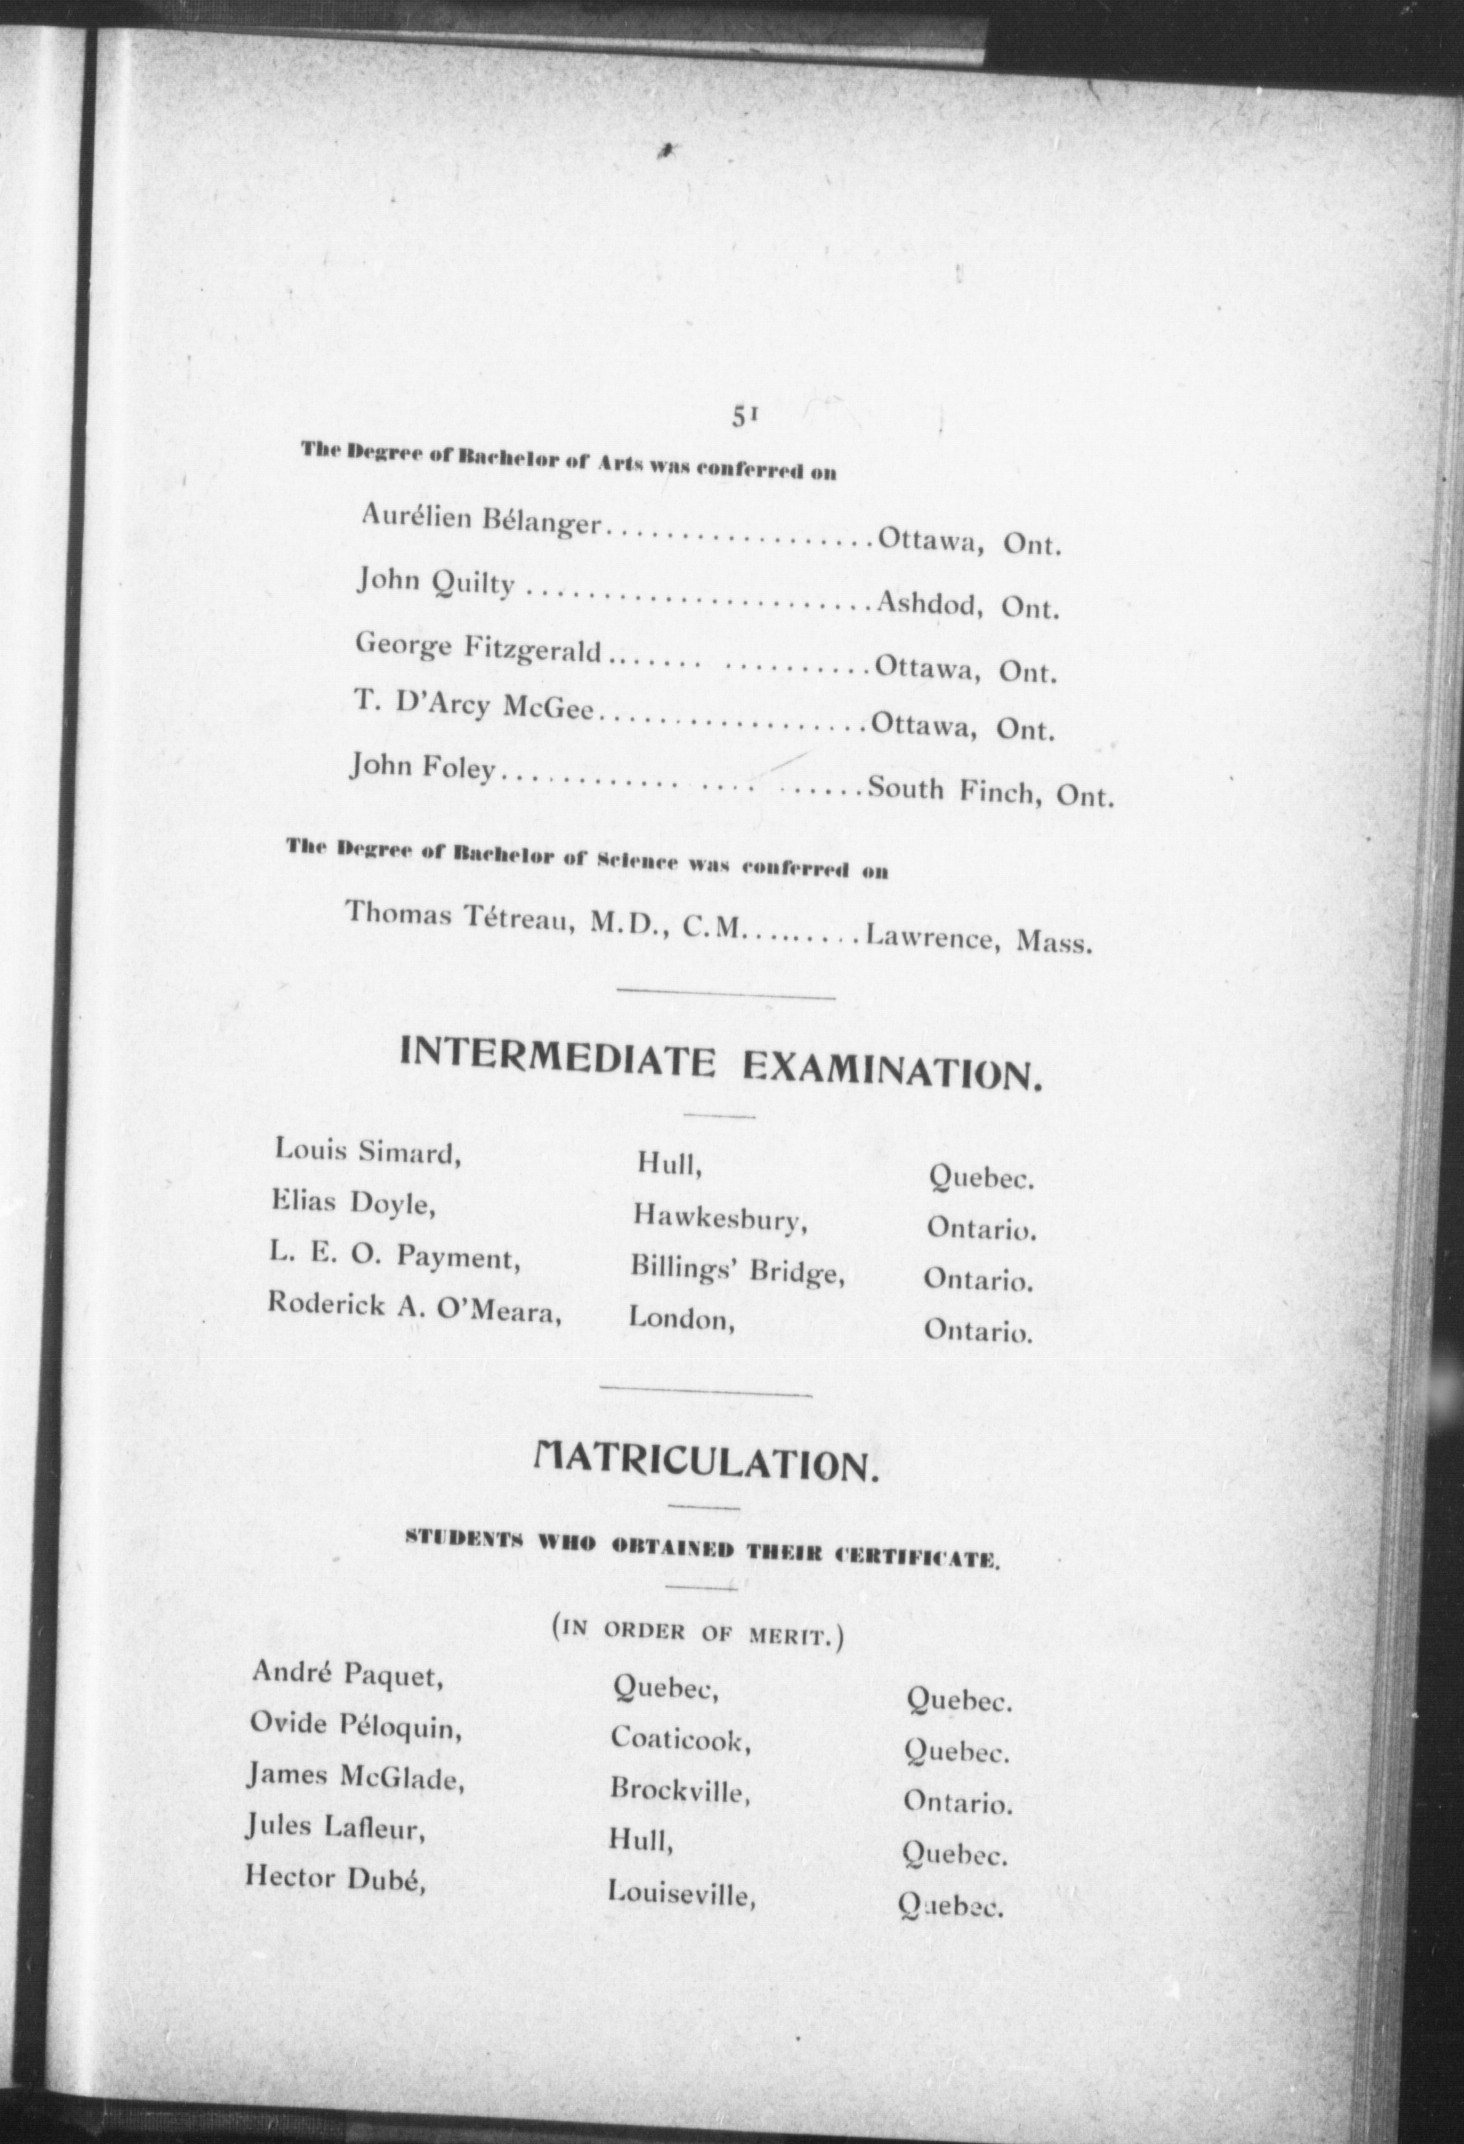 51
The Degree of Bachelor of Arts was conferred on
Aurélien Bélanger..................Ottawa, Ont.
John Quilty .......................Ashdod, Ont.
George Fitzgerald....... ..........Ottawa, Ont.
T. D'Arcy McGee..................Ottawa, Ont.
John Foley............ .... ......South Finch, Ont.
The Degree of Bachelor of Science was conferred on
Thomas Tétreau, M.D., C.M..........Lawrence, Mass.
INTERMEDIATE EXAMINATION.
Louis Simard, Hull, Quebec.
Elias Doyle, Hawkesbury, Ontario.
L. E. O. Payment, Billings' Bridge, Ontario.
Roderick A. O'Meara, London, Ontario.
MATRICULATION.
STUDENTS WHO OBTAINED THEIR CERTIFICATE.
(IN ORDER OF MERIT.)
André Paquet, Quebec, Quebec.
Ovide Péloquin, Coaticook, Quebec.
James McGlade, Brockville, Ontario.
Jules Lafleur, Hull, Quebec.
Hector Dubé, Louiseville, Quebec.